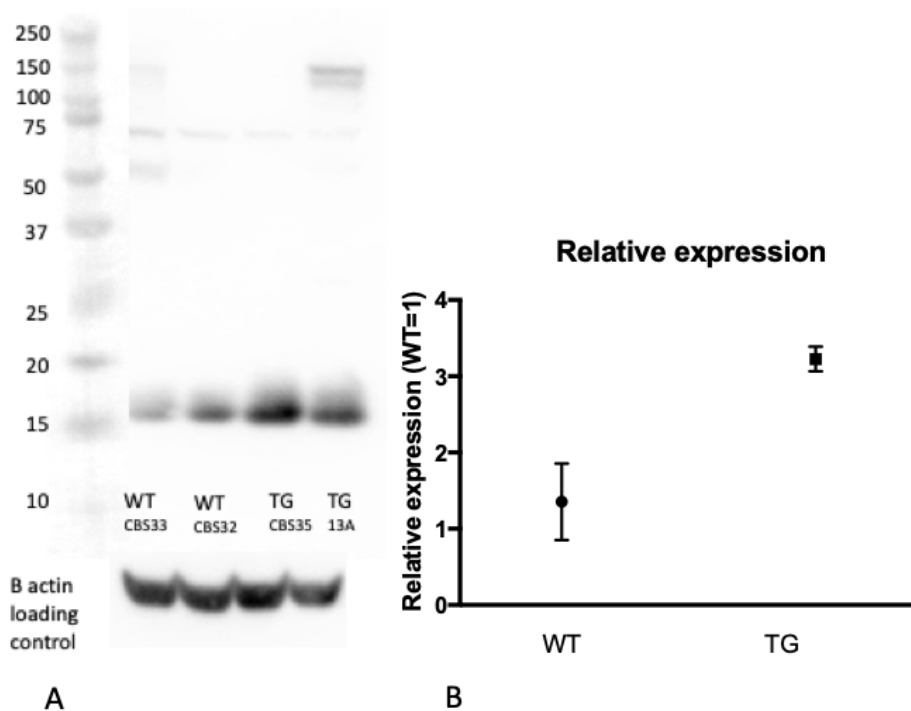 250
150
100
75
50
37
25
20
15
10
WT WT TG TG
CBS33 CBS32 CBS35 13A
B actin
loading
control
A
Relative expression
Relative expression (WT=1)
4
3
2
1
0
WT TG
B